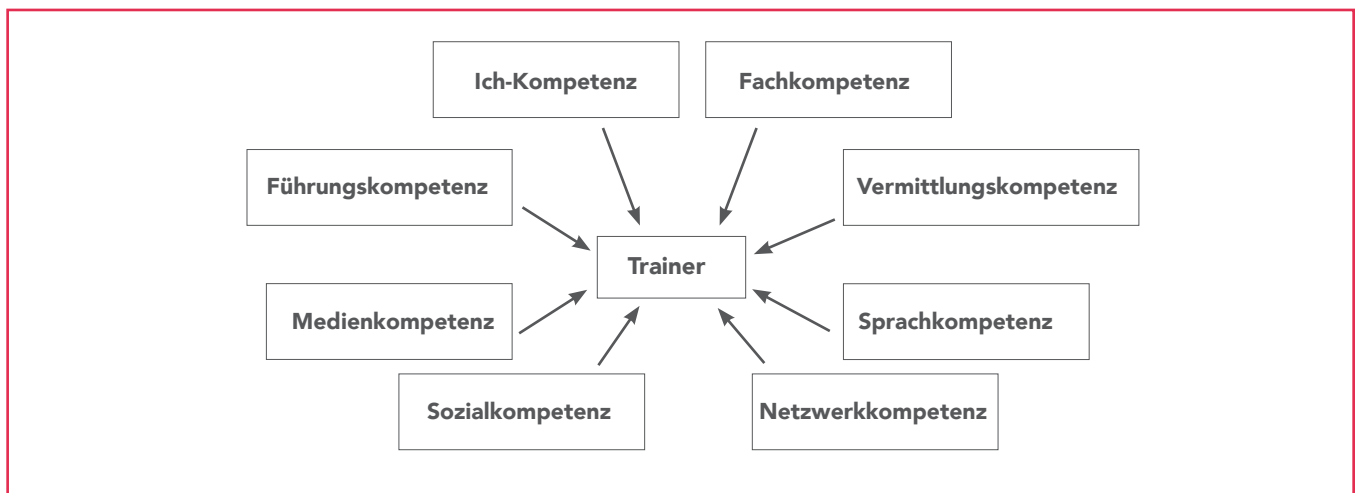 Ich-Kompetenz
Fachkompetenz
Führungskompetenz
Vermittlungskompetenz
Trainer
Medienkompetenz
Sprachkompetenz
Sozialkompetenz
Netzwerkkompetenz